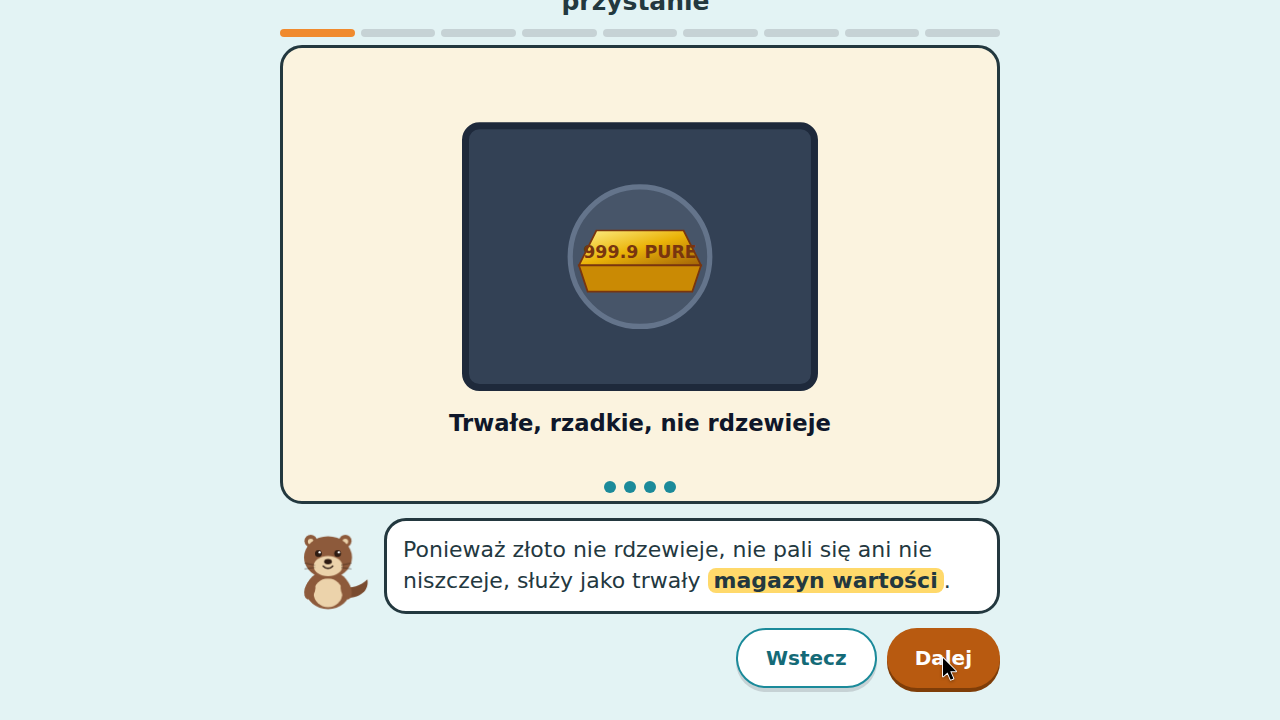 przystanie
999.9 PURE
Trwałe, rzadkie, nie rdzewieje
Ponieważ złoto nie rdzewieje, nie pali się ani nie
niszczeje, służy jako trwały magazyn wartości.
Wstecz
Dalej